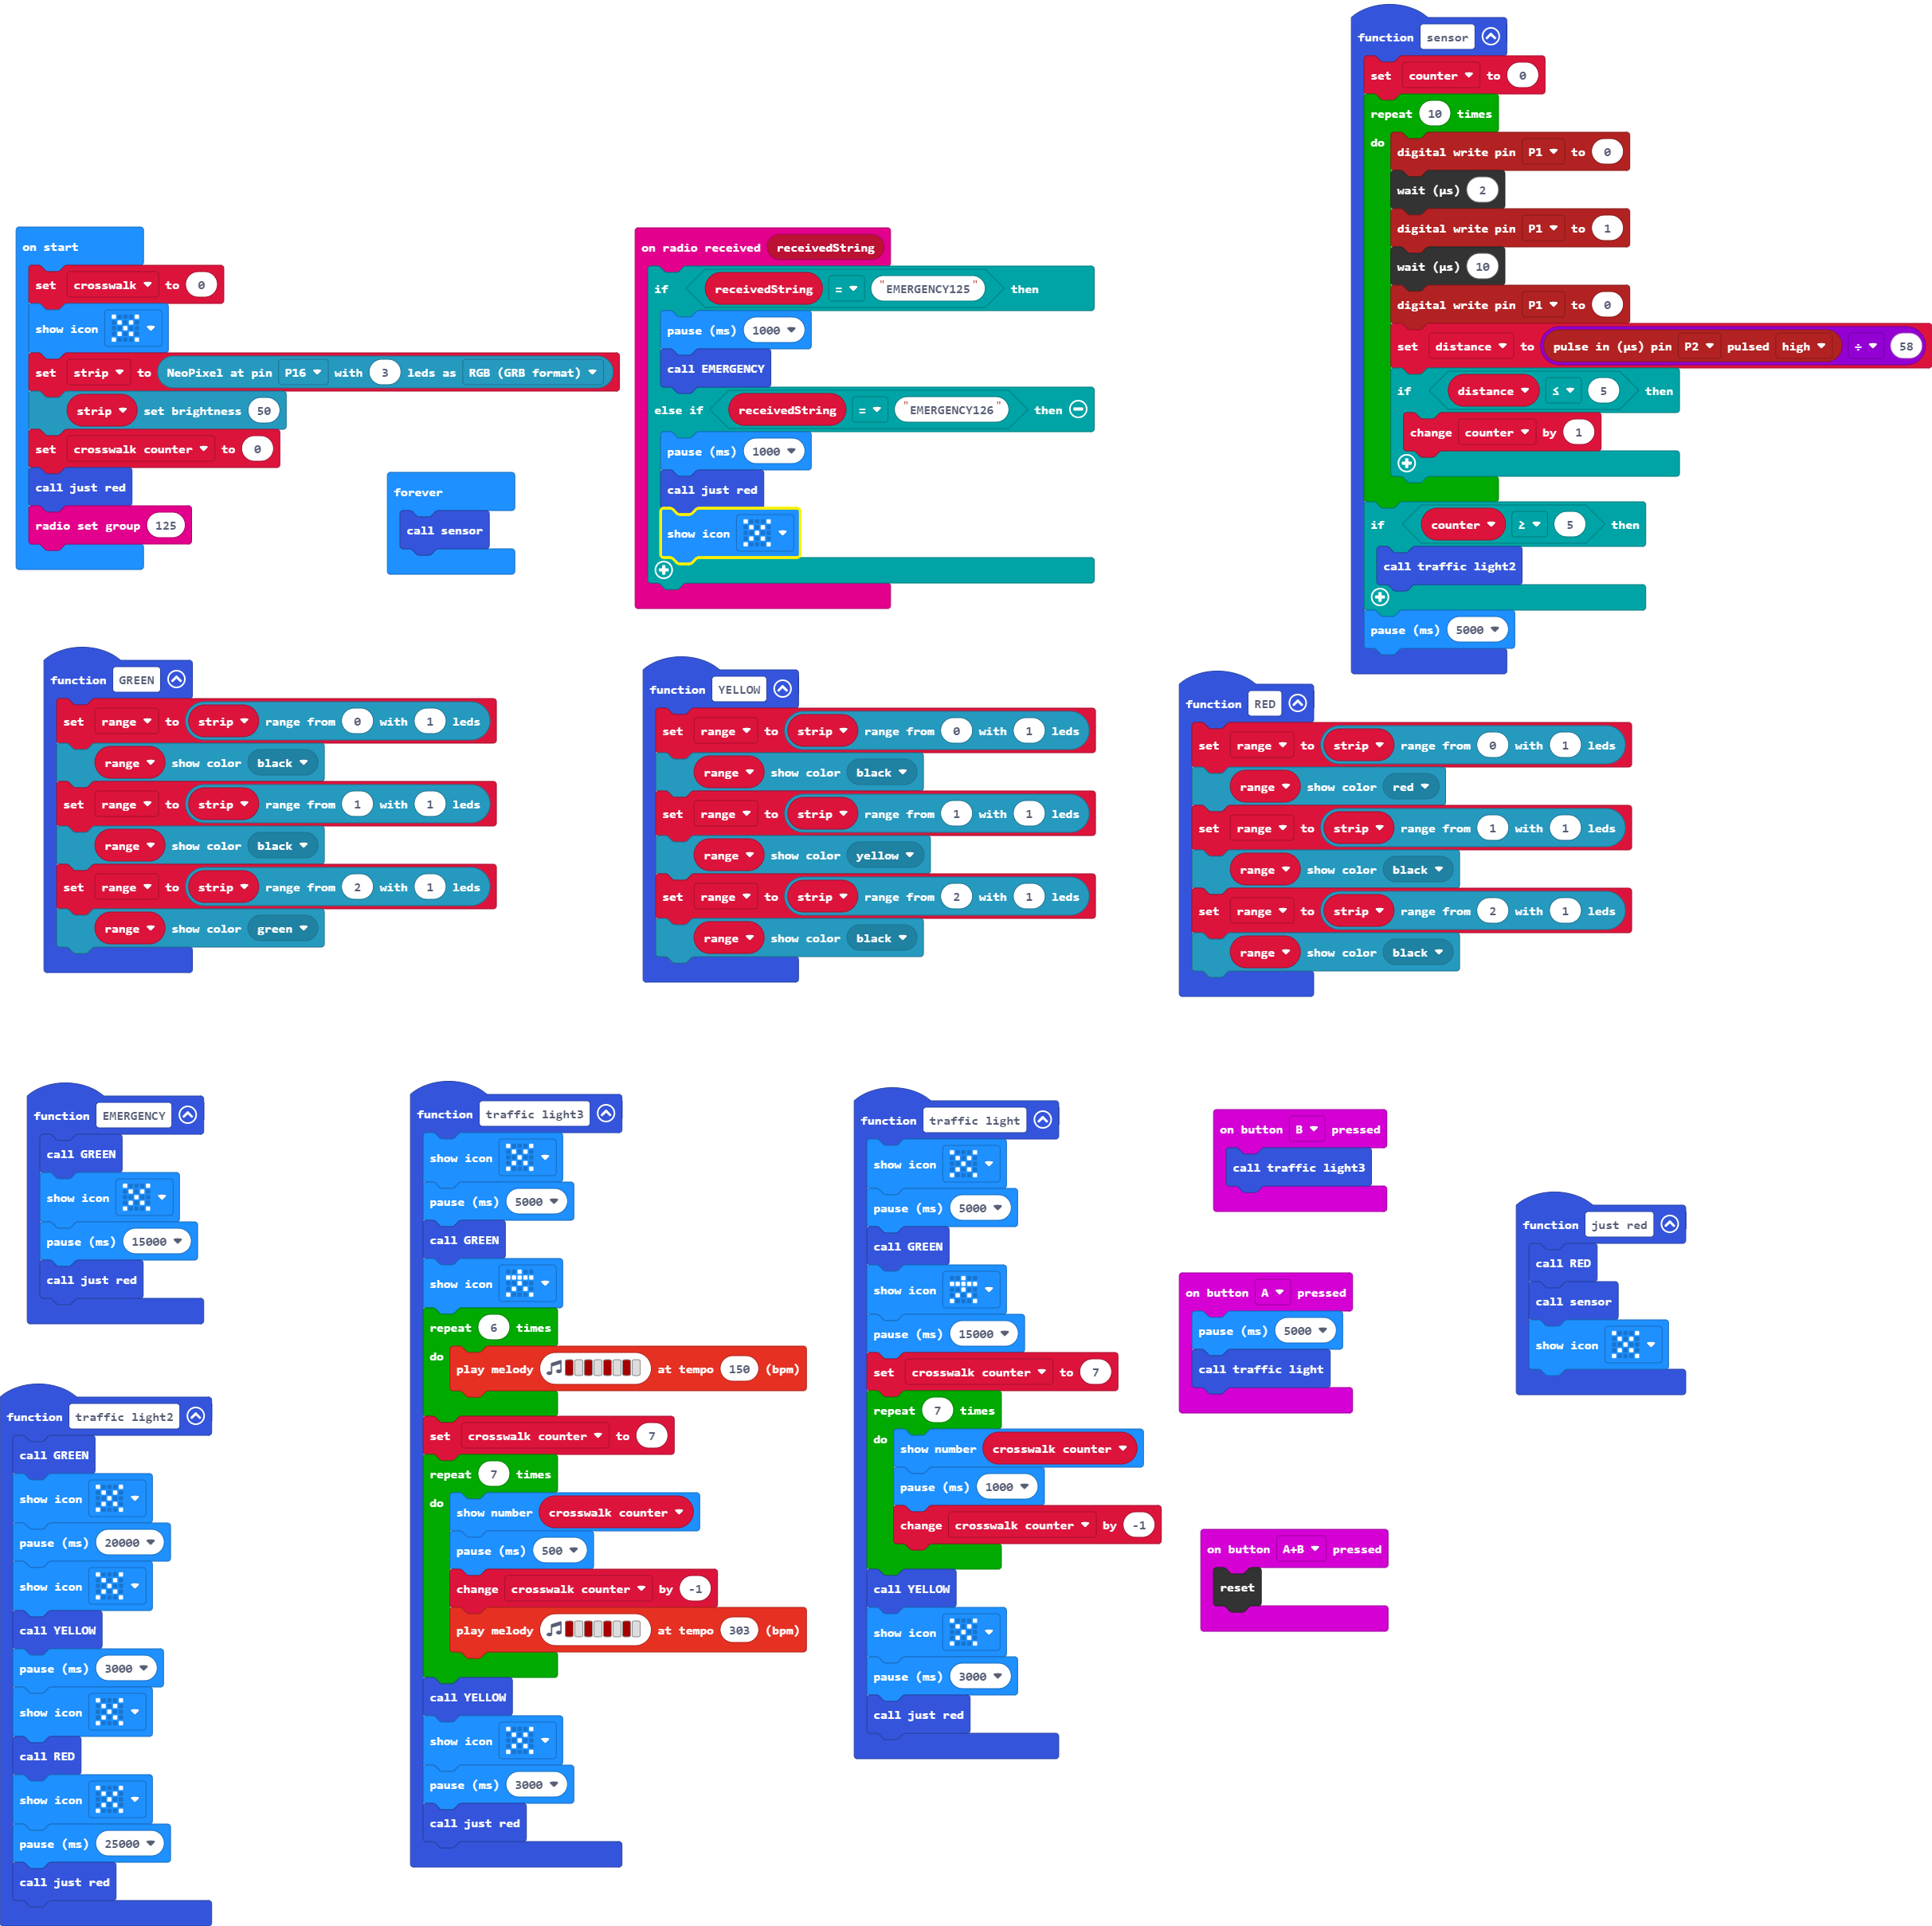 function sensor
set counter to 0
repeat 10 times
do
digital write pin P1 to 0
wait (µs) 2
digital write pin P1 to 1
wait (µs) 10
digital write pin P1 to 0
set distance to pulse in (µs) pin P2 pulsed high ÷ 58
if distance ≤ 5 then
change counter by 1
if counter ≥ 5 then
call traffic light2
pause (ms) 5000
on start
set crosswalk to 0
show icon
set strip to NeoPixel at pin P16 with 3 leds as RGB (GRB format)
strip set brightness 50
set crosswalk counter to 0
call just red
radio set group 125
forever
call sensor
on radio received receivedString
if receivedString = "EMERGENCY125" then
pause (ms) 1000
call EMERGENCY
else if receivedString = "EMERGENCY126" then
pause (ms) 1000
call just red
show icon
function GREEN
set range to strip range from 0 with 1 leds
range show color black
set range to strip range from 1 with 1 leds
range show color black
set range to strip range from 2 with 1 leds
range show color green
function YELLOW
set range to strip range from 0 with 1 leds
range show color black
set range to strip range from 1 with 1 leds
range show color yellow
set range to strip range from 2 with 1 leds
range show color black
function RED
set range to strip range from 0 with 1 leds
range show color red
set range to strip range from 1 with 1 leds
range show color black
set range to strip range from 2 with 1 leds
range show color black
function EMERGENCY
call GREEN
show icon
pause (ms) 15000
call just red
function traffic light2
call GREEN
show icon
pause (ms) 20000
show icon
call YELLOW
pause (ms) 3000
show icon
call RED
show icon
pause (ms) 25000
call just red
function traffic light3
show icon
pause (ms) 5000
call GREEN
show icon
repeat 6 times
do
play melody at tempo 150 (bpm)
set crosswalk counter to 7
repeat 7 times
do
show number crosswalk counter
pause (ms) 500
change crosswalk counter by -1
play melody at tempo 303 (bpm)
call YELLOW
show icon
pause (ms) 3000
call just red
function traffic light
show icon
pause (ms) 5000
call GREEN
show icon
pause (ms) 15000
set crosswalk counter to 7
repeat 7 times
do
show number crosswalk counter
pause (ms) 1000
change crosswalk counter by -1
call YELLOW
show icon
pause (ms) 3000
call just red
on button B pressed
call traffic light3
on button A pressed
pause (ms) 5000
call traffic light
on button A+B pressed
reset
function just red
call RED
call sensor
show icon